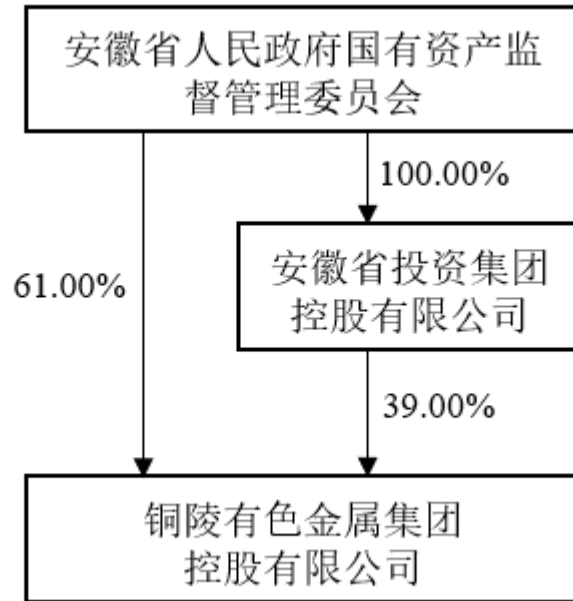 安徽省人民政府国有资产监
督管理委员会
100.00%
安徽省投资集团
控股有限公司
61.00%
39.00%
铜陵有色金属集团
控股有限公司